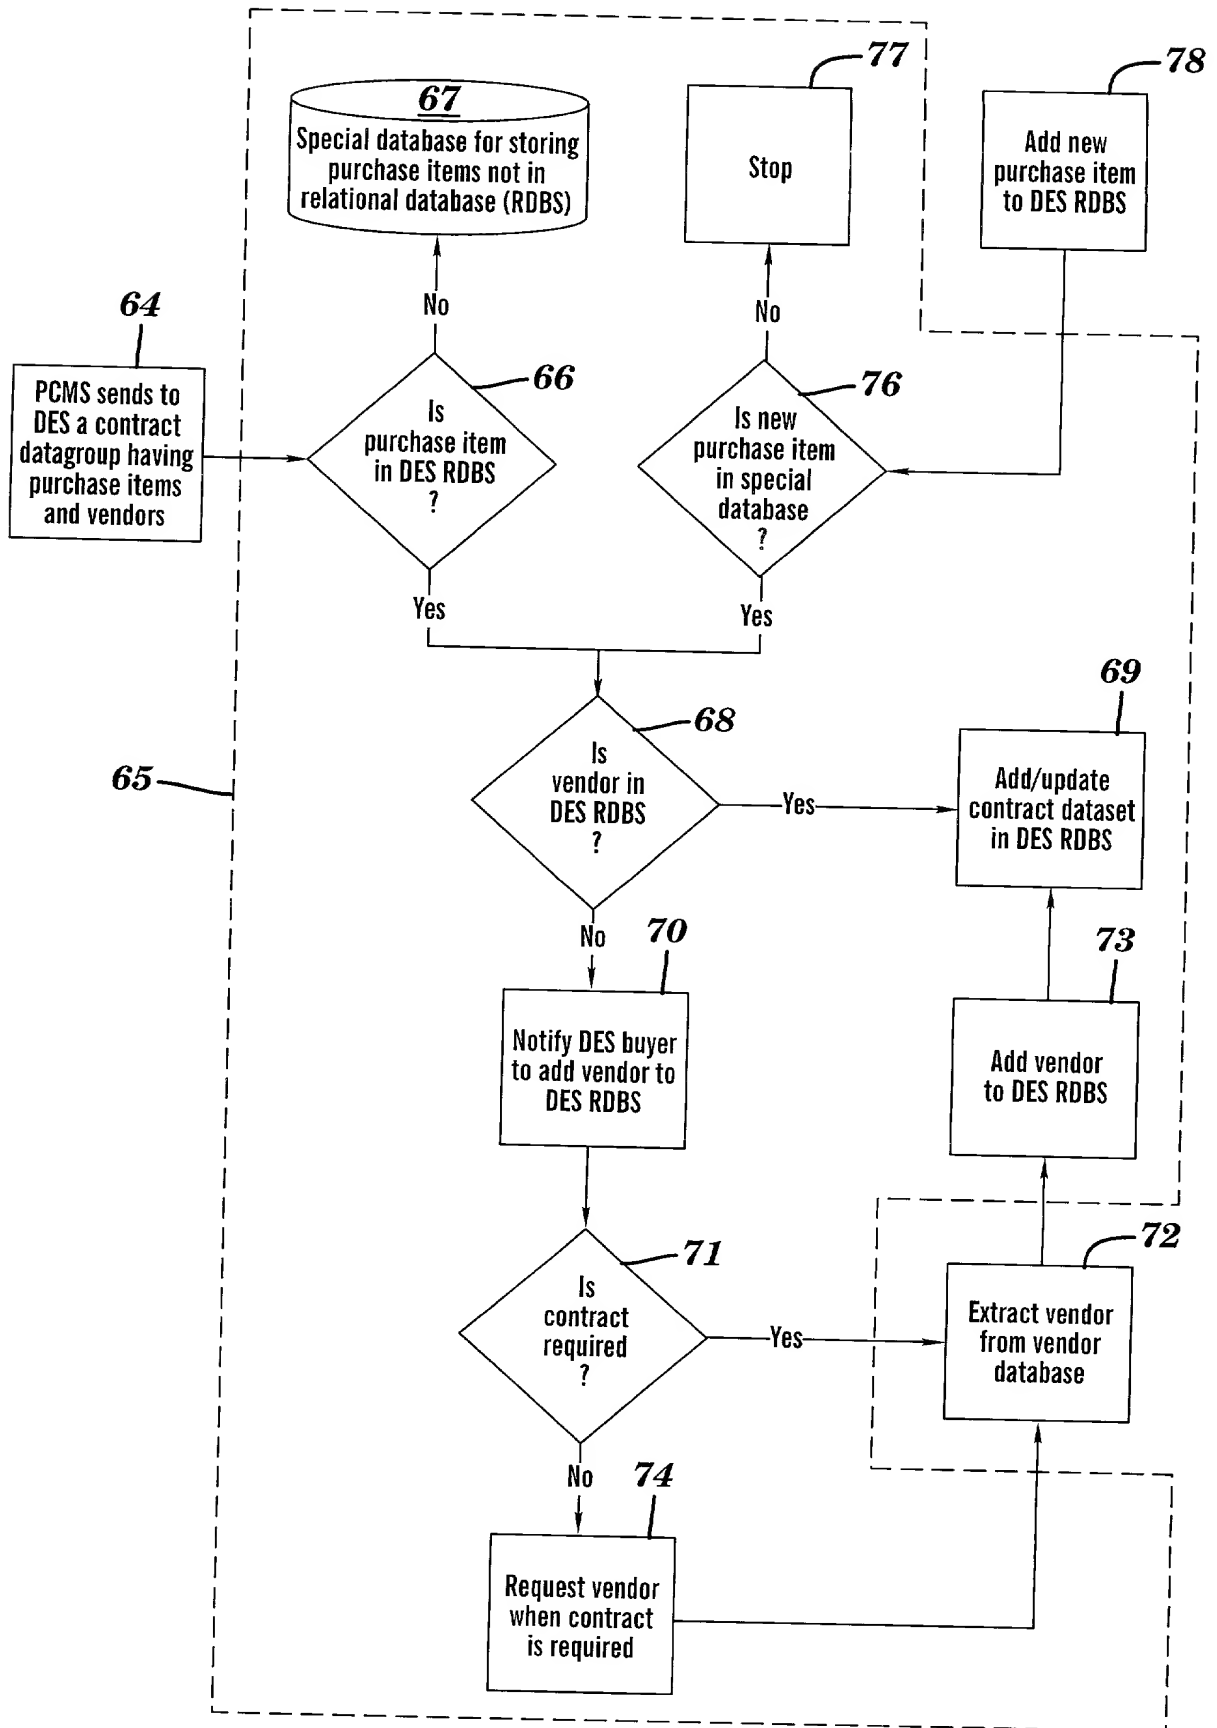 77
78
67
Special database for storing
purchase items not in
relational database (RDBS)
Stop
Add new
purchase item
to DES RDBS
No
No
64
PCMS sends to
DES a contract
datagroup having
purchase items
and vendors
66
Is
purchase item
in DES RDBS
?
76
Is new
purchase item
in special
database
?
Yes
Yes
65
68
Is
vendor in
DES RDBS
?
Yes
69
Add/update
contract dataset
in DES RDBS
No
70
Notify DES buyer
to add vendor to
DES RDBS
73
Add vendor
to DES RDBS
71
Is
contract
required
?
Yes
72
Extract vendor
from vendor
database
No
74
Request vendor
when contract
is required